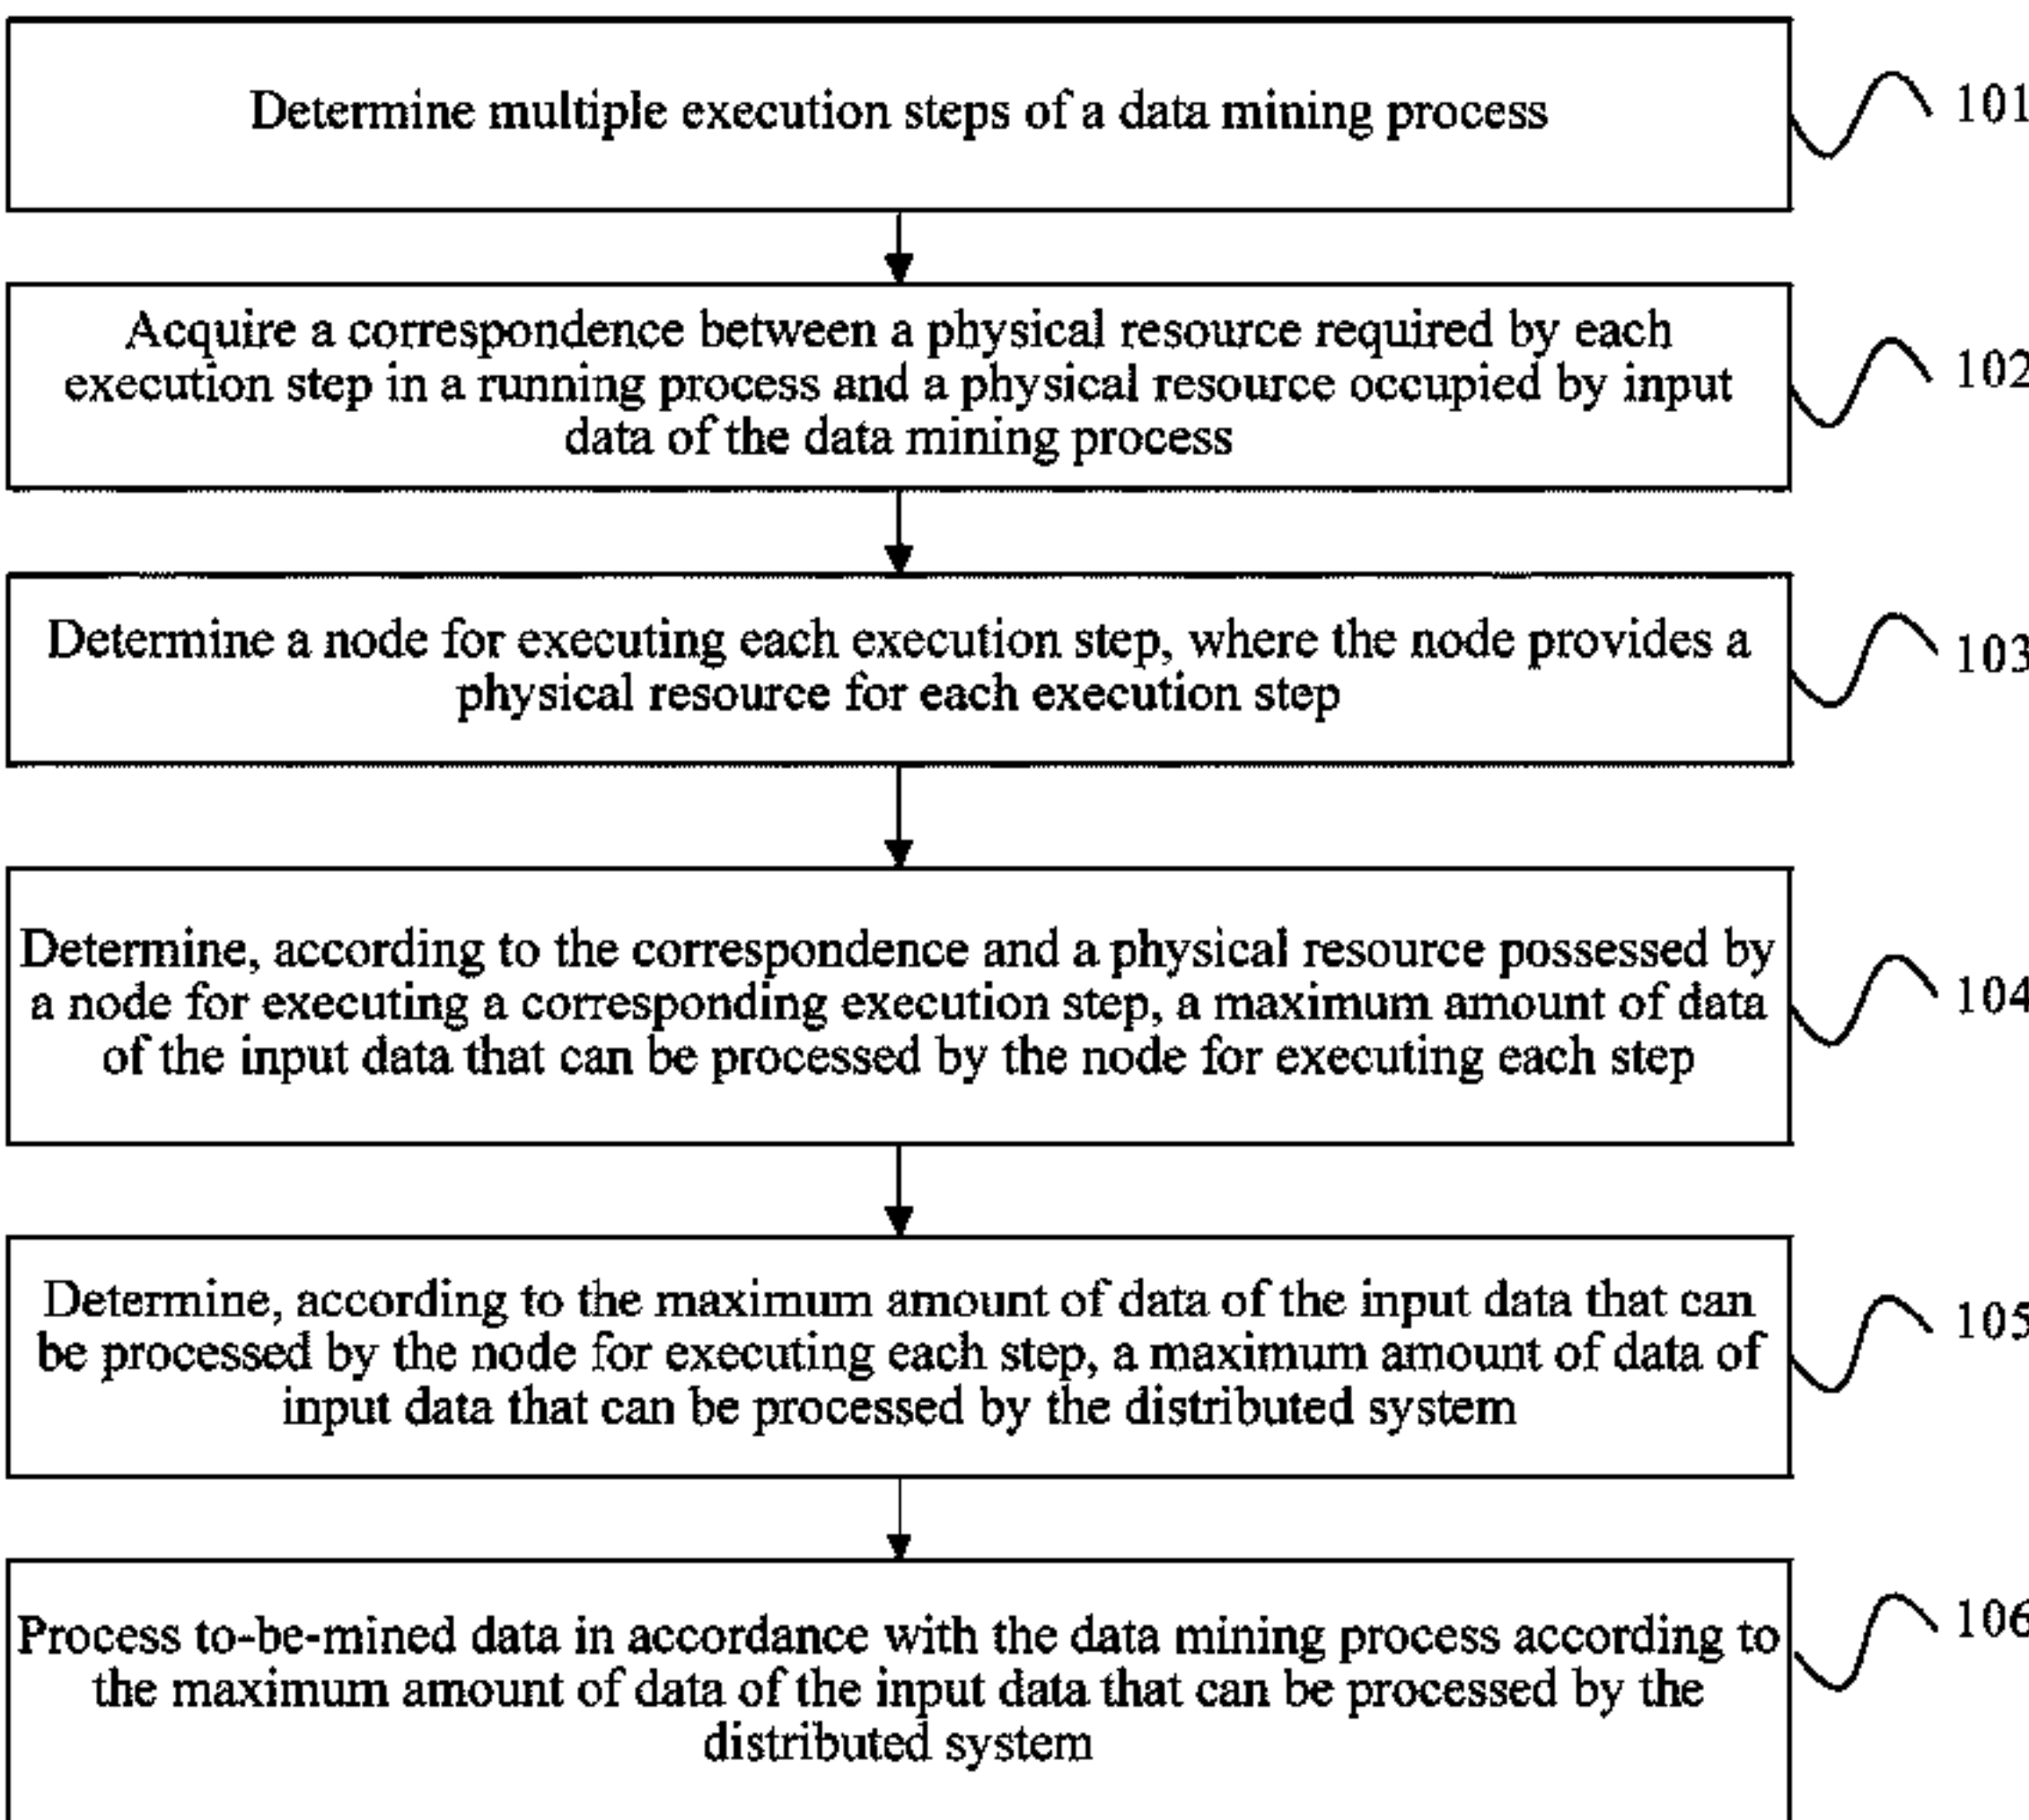 Determine multiple execution steps of a data mining process
101
Acquire a correspondence between a physical resource required by each
execution step in a running process and a physical resource occupied by input
data of the data mining process
102
Determine a node for executing each execution step, where the node provides a
physical resource for each execution step
103
Determine, according to the correspondence and a physical resource possessed by
a node for executing a corresponding execution step, a maximum amount of data
of the input data that can be processed by the node for executing each step
104
Determine, according to the maximum amount of data of the input data that can
be processed by the node for executing each step, a maximum amount of data of
input data that can be processed by the distributed system
105
Process to-be-mined data in accordance with the data mining process according to
the maximum amount of data of the input data that can be processed by the
distributed system
106